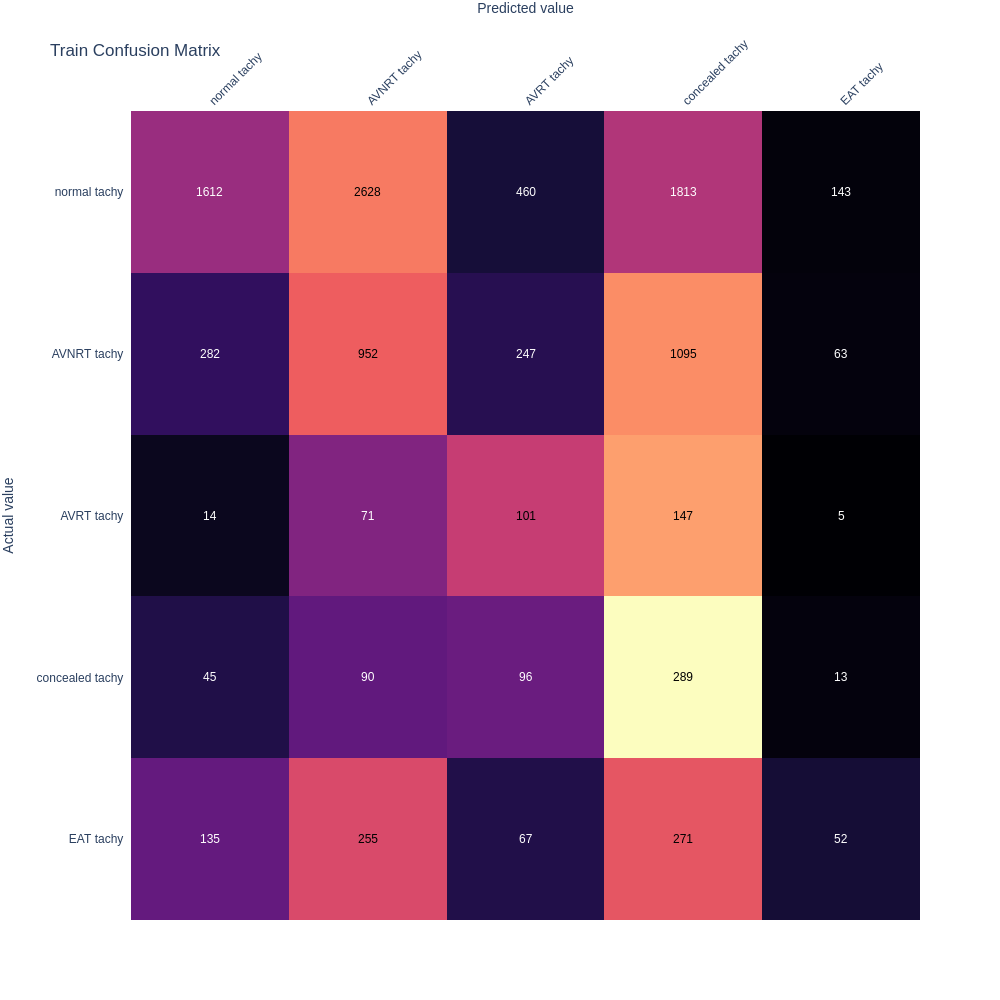 Predicted value
Train Confusion Matrix
normal tachy
AVNRT tachy
AVRT tachy
concealed tachy
EAT tachy
normal tachy 1612 2628 460 1813 143
AVNRT tachy 282 952 247 1095 63
AVRT tachy 14 71 101 147 5
concealed tachy 45 90 96 289 13
EAT tachy 135 255 67 271 52
Actual value